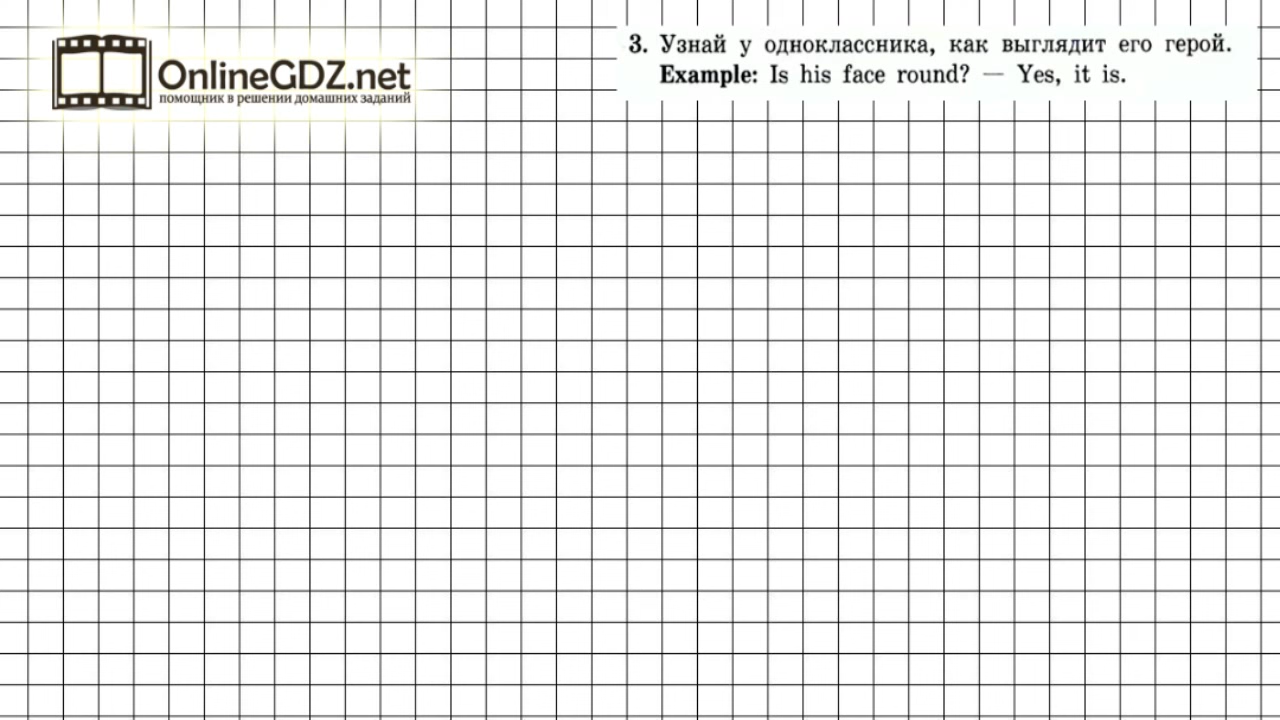 OnlineGDZ.net
помощник в решении домашних заданий
3. Узнай у одноклассника, как выглядит его герой.
Example: Is his face round? — Yes, it is.